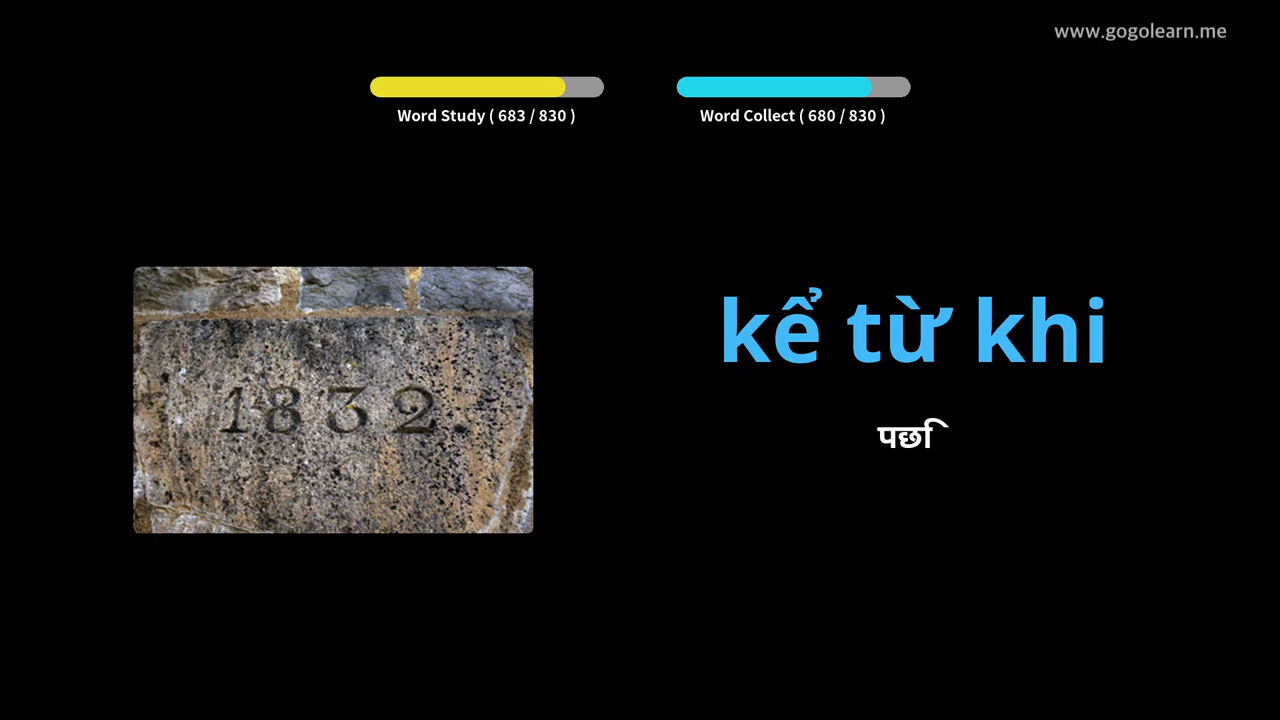 www.gogolearn.me
Word Study ( 683 / 830 )
Word Collect ( 680 / 830 )
1832.
kể từ khi
पछि